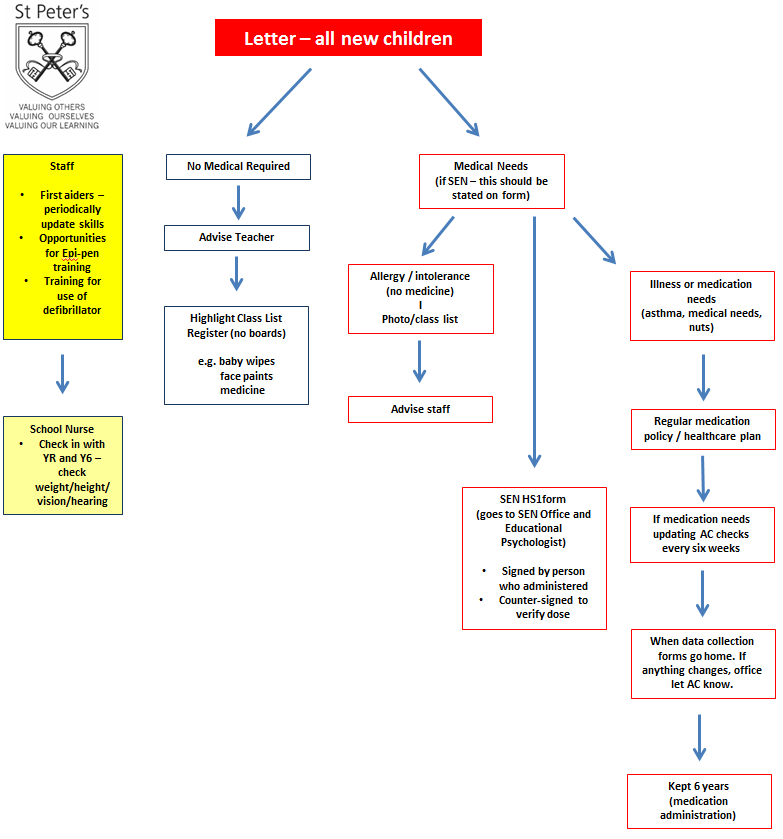 St Peter's
VALUING OTHERS
VALUING OURSELVES
VALUING OUR LEARNING
Letter – all new children
Staff
• First aiders –
periodically
update skills
• Opportunities
for Epi-pen
training
• Training for
use of
defibrillator
School Nurse
• Check in with
YR and Y6 –
check
weight/height/
vision/hearing
No Medical Required
Advise Teacher
Highlight Class List
Register (no boards)
e.g. baby wipes
face paints
medicine
Medical Needs
(if SEN – this should be
stated on form)
Allergy / intolerance
(no medicine)
I
Photo/class list
Advise staff
SEN HS1form
(goes to SEN Office and
Educational
Psychologist)
• Signed by person
who administered
• Counter-signed to
verify dose
Illness or medication
needs
(asthma, medical needs,
nuts)
Regular medication
policy / healthcare plan
If medication needs
updating AC checks
every six weeks
When data collection
forms go home. If
anything changes, office
let AC know.
Kept 6 years
(medication
administration)